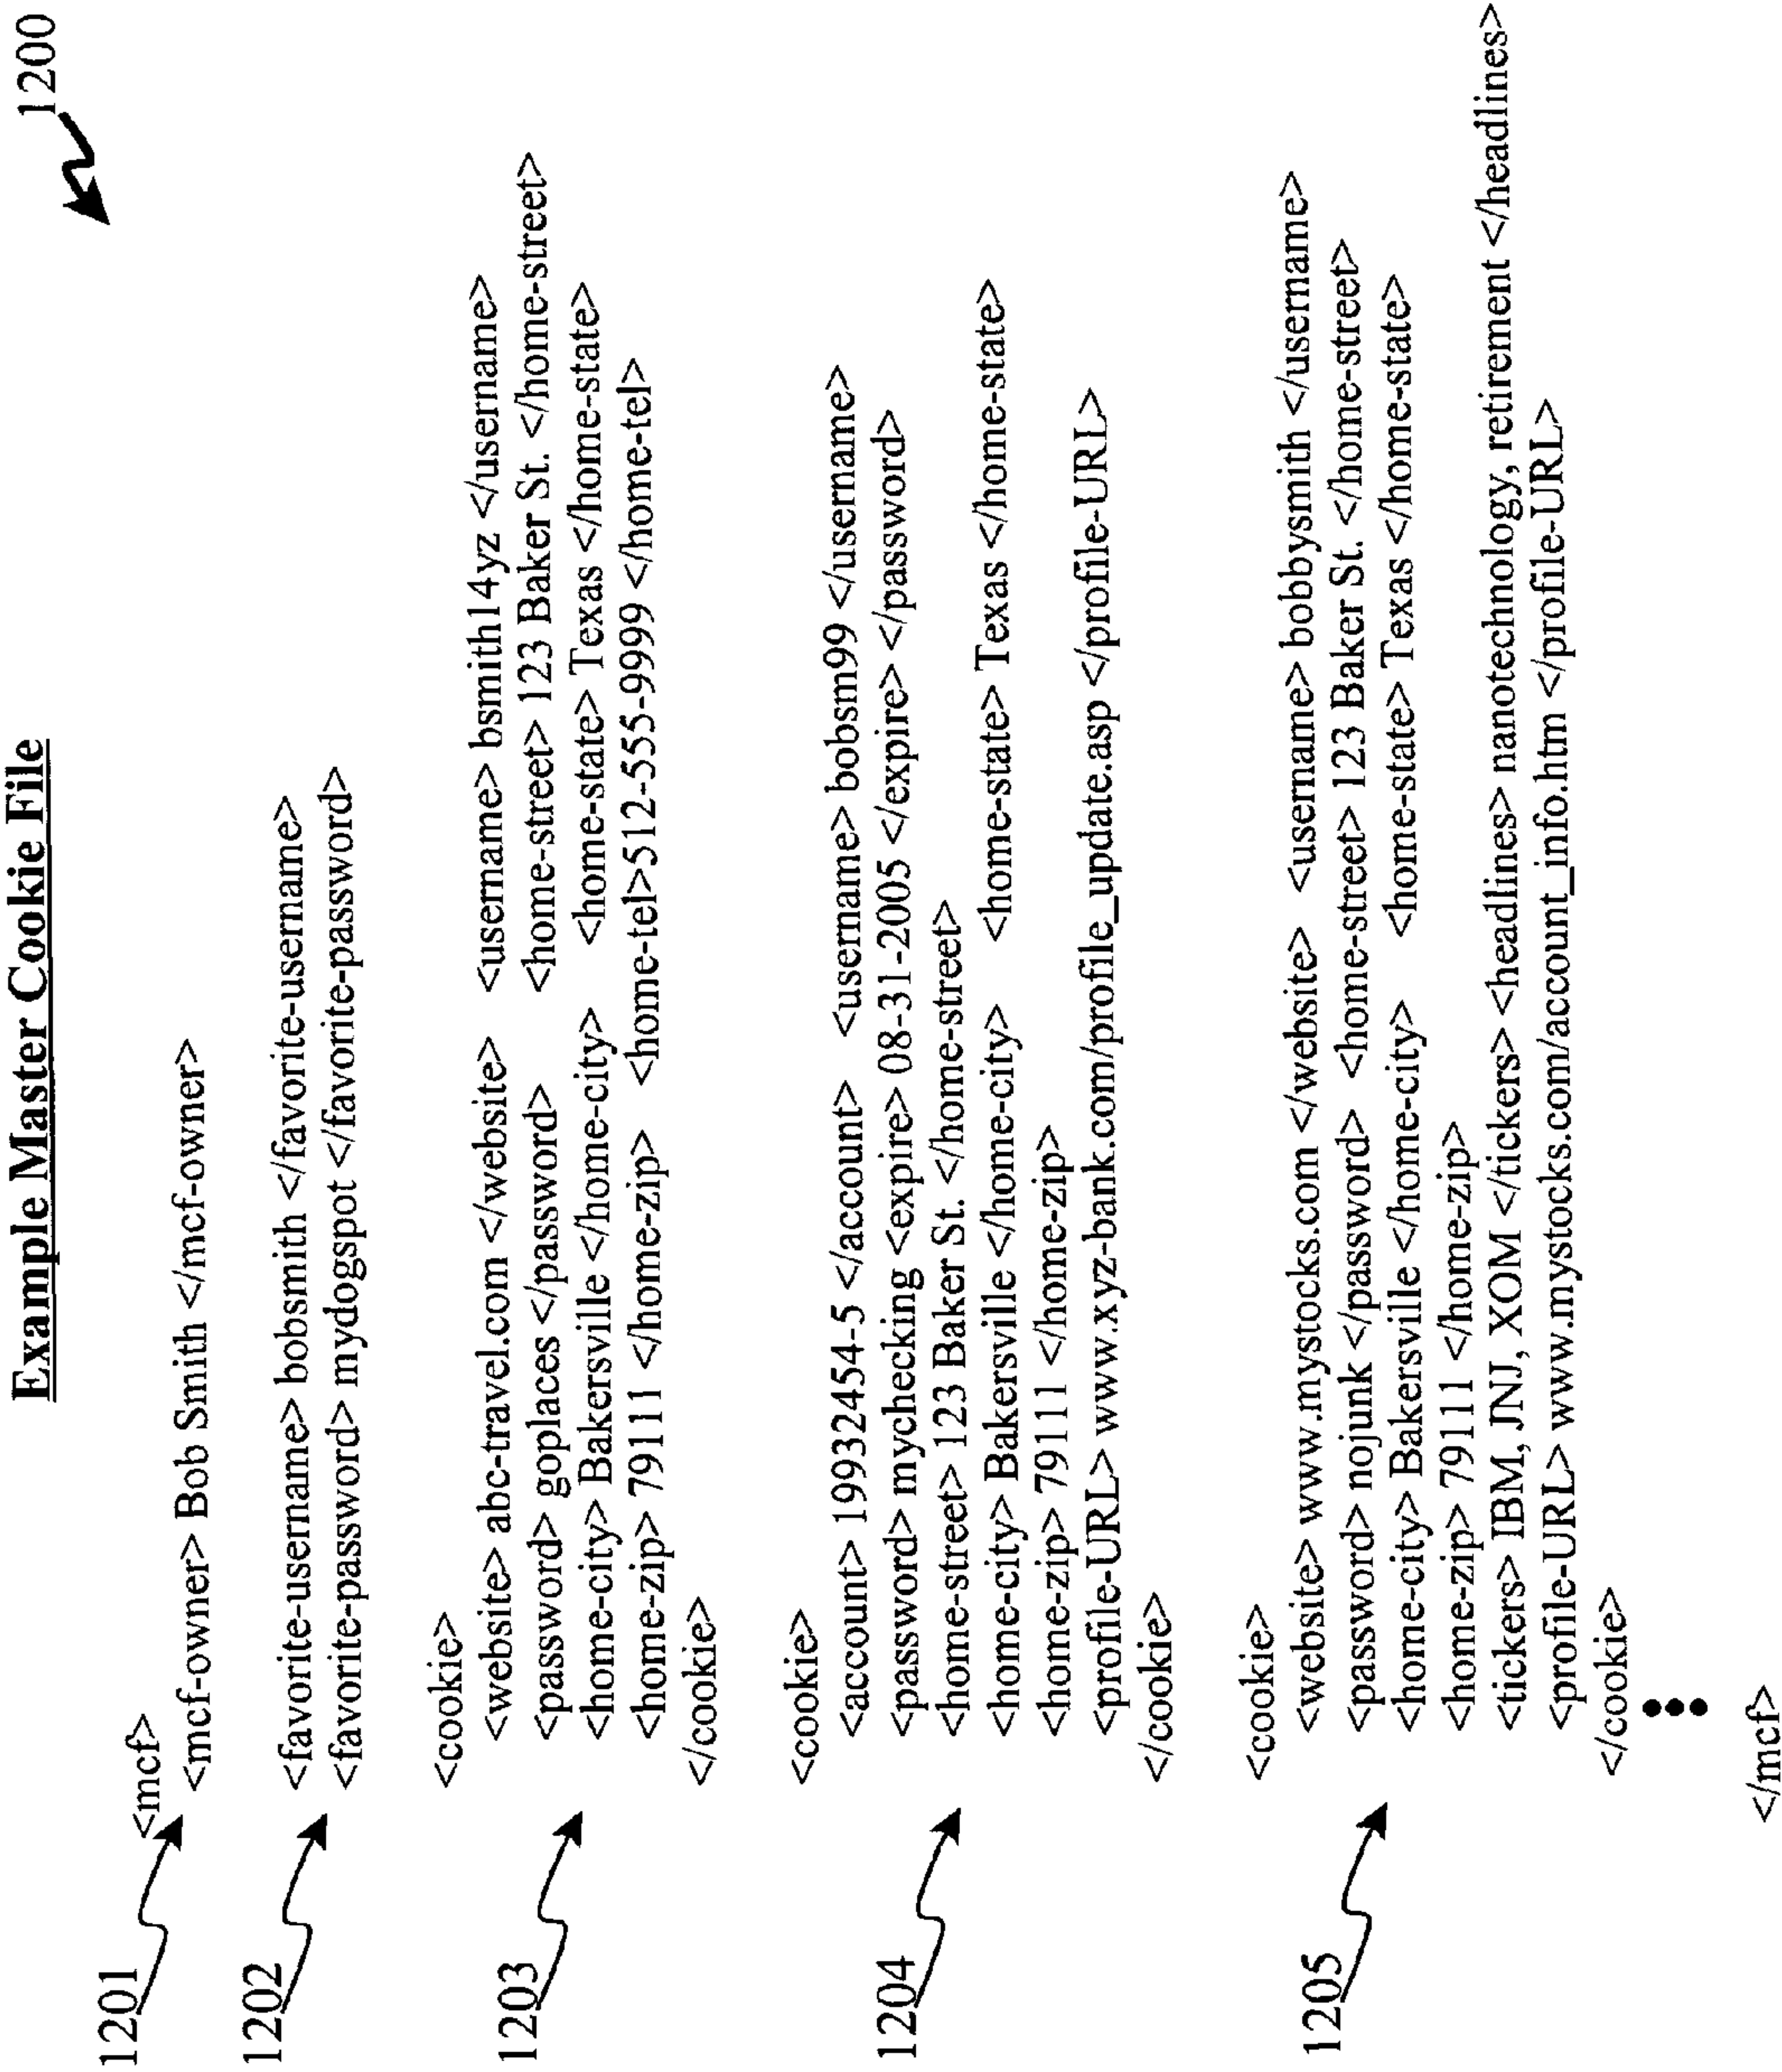 Example Master Cookie File
1200
1201
<mcf>
<mcf-owner> Bob Smith </mcf-owner>
1202
<favorite-username> bobsmith </favorite-username>
<favorite-password> mydogspot </favorite-password>
1203
<cookie>
<website> abc-travel.com </website> <username> bsmith14yz </username>
<password> goplaces </password> <home-street> 123 Baker St. </home-street>
<home-city> Bakersville </home-city> <home-state> Texas </home-state>
<home-zip> 79111 </home-zip> <home-tel>512-555-9999 </home-tel>
</cookie>
1204
<cookie>
<account> 19932454-5 </account> <username> bobsm99 </username>
<password> mychecking <expire> 08-31-2005 </expire> </password>
<home-street> 123 Baker St. </home-street>
<home-city> Bakersville </home-city> <home-state> Texas </home-state>
<home-zip> 79111 </home-zip>
<profile-URL> www.xyz-bank.com/profile_update.asp </profile-URL>
</cookie>
1205
<cookie>
<website> www.mystocks.com </website> <username> bobbysmith </username>
<password> nojunk </password> <home-street> 123 Baker St. </home-street>
<home-city> Bakersville </home-city> <home-state> Texas </home-state>
<home-zip> 79111 </home-zip>
<tickers> IBM, JNJ, XOM </tickers> <headlines> nanotechnology, retirement </headlines>
<profile-URL> www.mystocks.com/account_info.htm </profile-URL>
</cookie>
</mcf>